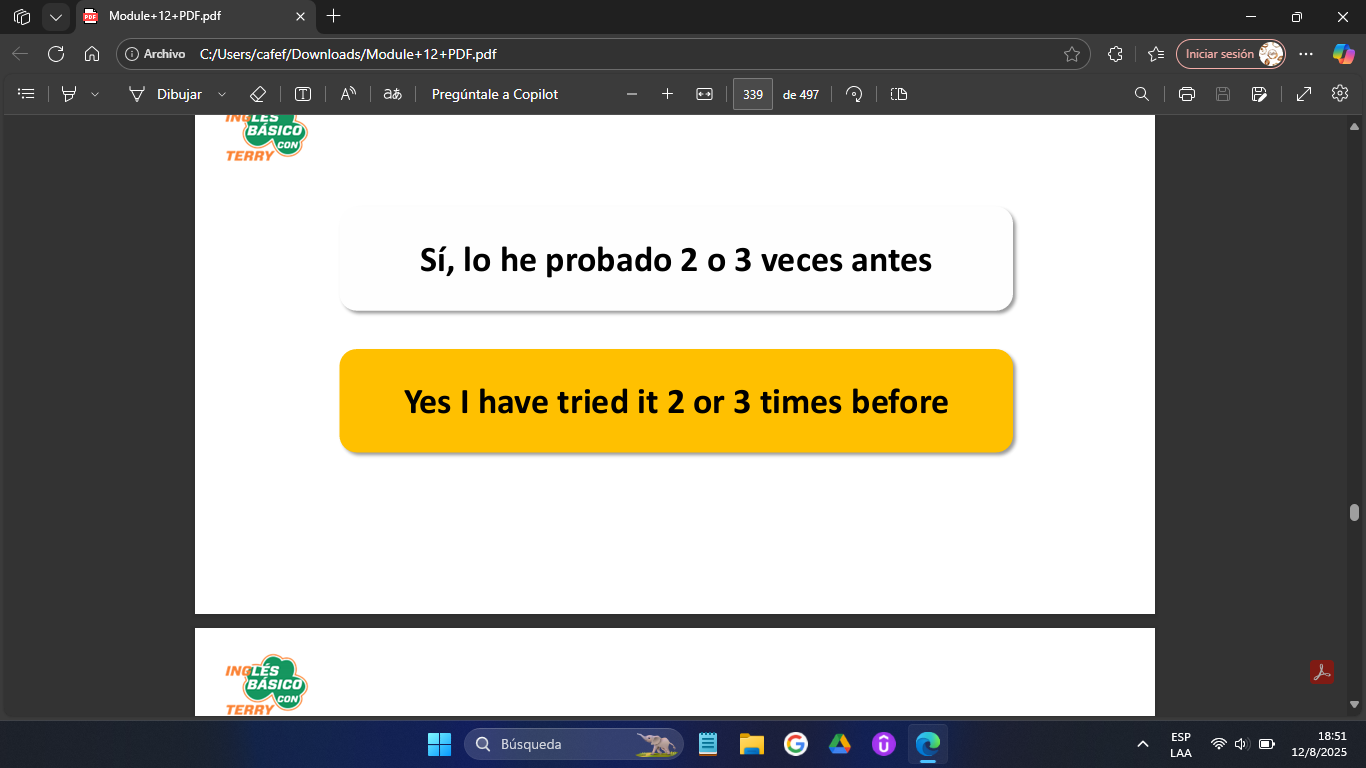 Module+12+PDF.pdf
Archivo C:/Users/cafef/Downloads/Module+12+PDF.pdf Iniciar sesión
Dibujar Pregúntale a Copilot 339 de 497
INGLÉS
BÁSICO
CON
TERRY
Sí, lo he probado 2 o 3 veces antes
Yes I have tried it 2 or 3 times before
INGLÉS
BÁSICO
CON
TERRY
Búsqueda
ESP
LAA
18:51
12/8/2025